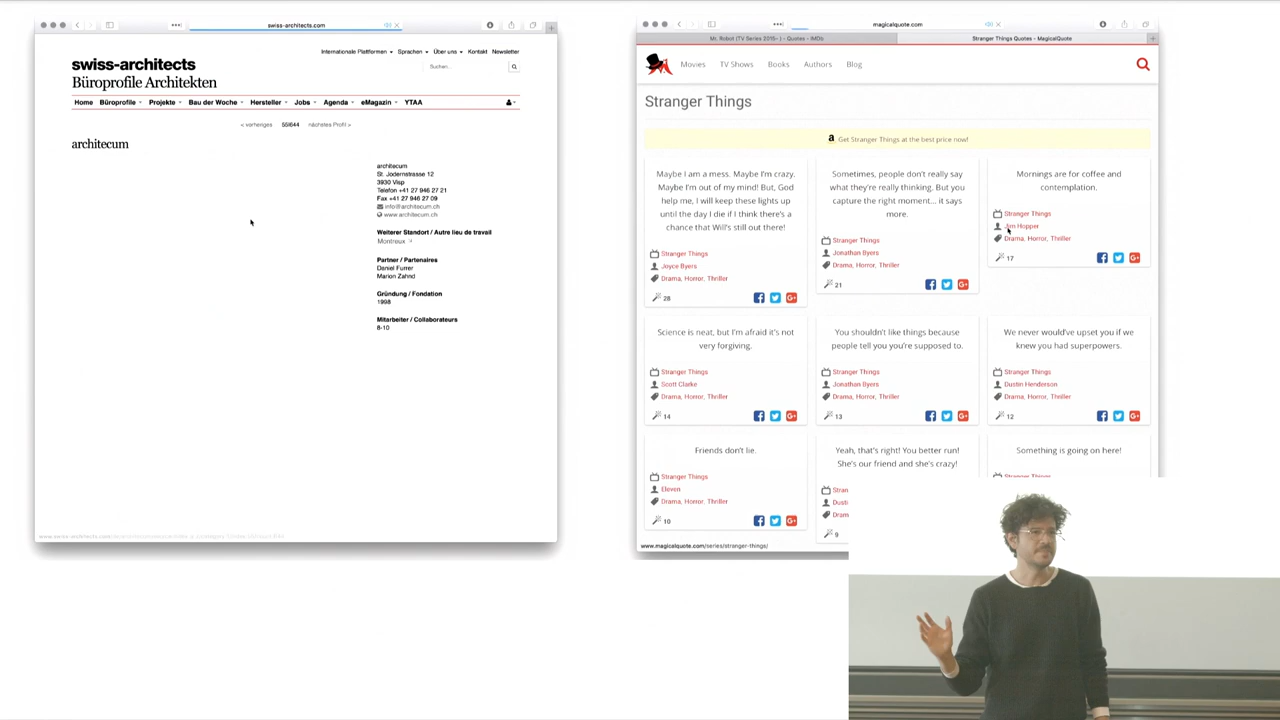 swiss-architects.com
Internationale Plattformen Sprachen Über uns Kontakt Newsletter
swiss-architects
Büroprofile Architekten
Suchen...
Home Büroprofile Projekte Bau der Woche Hersteller Jobs Agenda eMagazin YTAA
< vorheriges 55|644 nächstes Profil >
architecum
architecum
St. Jodernstrasse 12
3930 Visp
Telefon +41 27 946 27 21
Fax +41 27 946 27 09
info@architecum.ch
www.architecum.ch
Weiterer Standort / Autre lieu de travail
Montreux
Partner / Partenaires
Daniel Furrer
Marion Zahnd
Gründung / Fondation
1998
Mitarbeiter / Collaborateurs
8-10
magicalquote.com
Mr. Robot (TV Series 2015– ) - Quotes - IMDb
Stranger Things Quotes - MagicalQuote
Movies TV Shows Books Authors Blog
Stranger Things
Get Stranger Things at the best price now!
Maybe I am a mess. Maybe I'm crazy.
Maybe I'm out of my mind! But, God
help me, I will keep these lights up
until the day I die if I think there's a
chance that Will's still out there!
Stranger Things
Joyce Byers
Drama, Horror, Thriller
28
Sometimes, people don't really say
what they're really thinking. But you
capture the right moment... it says
more.
Stranger Things
Jonathan Byers
Drama, Horror, Thriller
21
Mornings are for coffee and
contemplation.
Stranger Things
Jim Hopper
Drama, Horror, Thriller
17
Science is neat, but I'm afraid it's not
very forgiving.
Stranger Things
Scott Clarke
Drama, Horror, Thriller
14
You shouldn't like things because
people tell you you're supposed to.
Stranger Things
Jonathan Byers
Drama, Horror, Thriller
13
We never would've upset you if we
knew you had superpowers.
Stranger Things
Dustin Henderson
Drama, Horror, Thriller
12
Friends don't lie.
Stranger Things
Eleven
Drama, Horror, Thriller
10
Yeah, that's right! You better run!
She's our friend and she's crazy!
Stran
Dusti
Dram
9
Something is going on here!
Stranger Things
www.magicalquote.com/series/stranger-things/